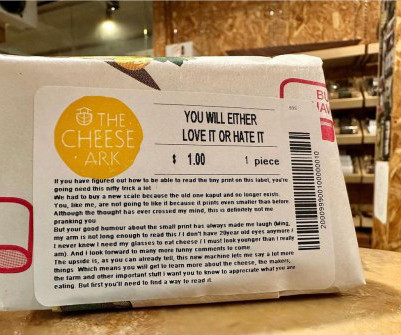 THE
CHEESE
ARK
YOU WILL EITHER
LOVE IT OR HATE IT
$ 1.00 1 piece
If you have figured out how to be able to read the tiny print on this label, you're
going need this nifty trick a lot
We had to buy a new scale because the old one kaput and no longer exists.
You, like me, are not going to like it because it prints even smaller than before.
Although the thought has ever crossed my mind, this is definitely not me
pranking you
But your good humour about the small print has always made me laugh (Ming,
my arm is not long enough to read this / I don't have 20year old eyes anymore /
I never knew I need my glasses to eat cheese / I must look younger than I really
am). And I look forward to many more funny comments to come
The upside is, as you can already tell, this new machine lets me say a lot more
things. Which means you will get to learn more about the cheese, the makers,
the farm and other important stuff I want you to know to appreciate what you are
eating. But first you'll need to find a way to read it.